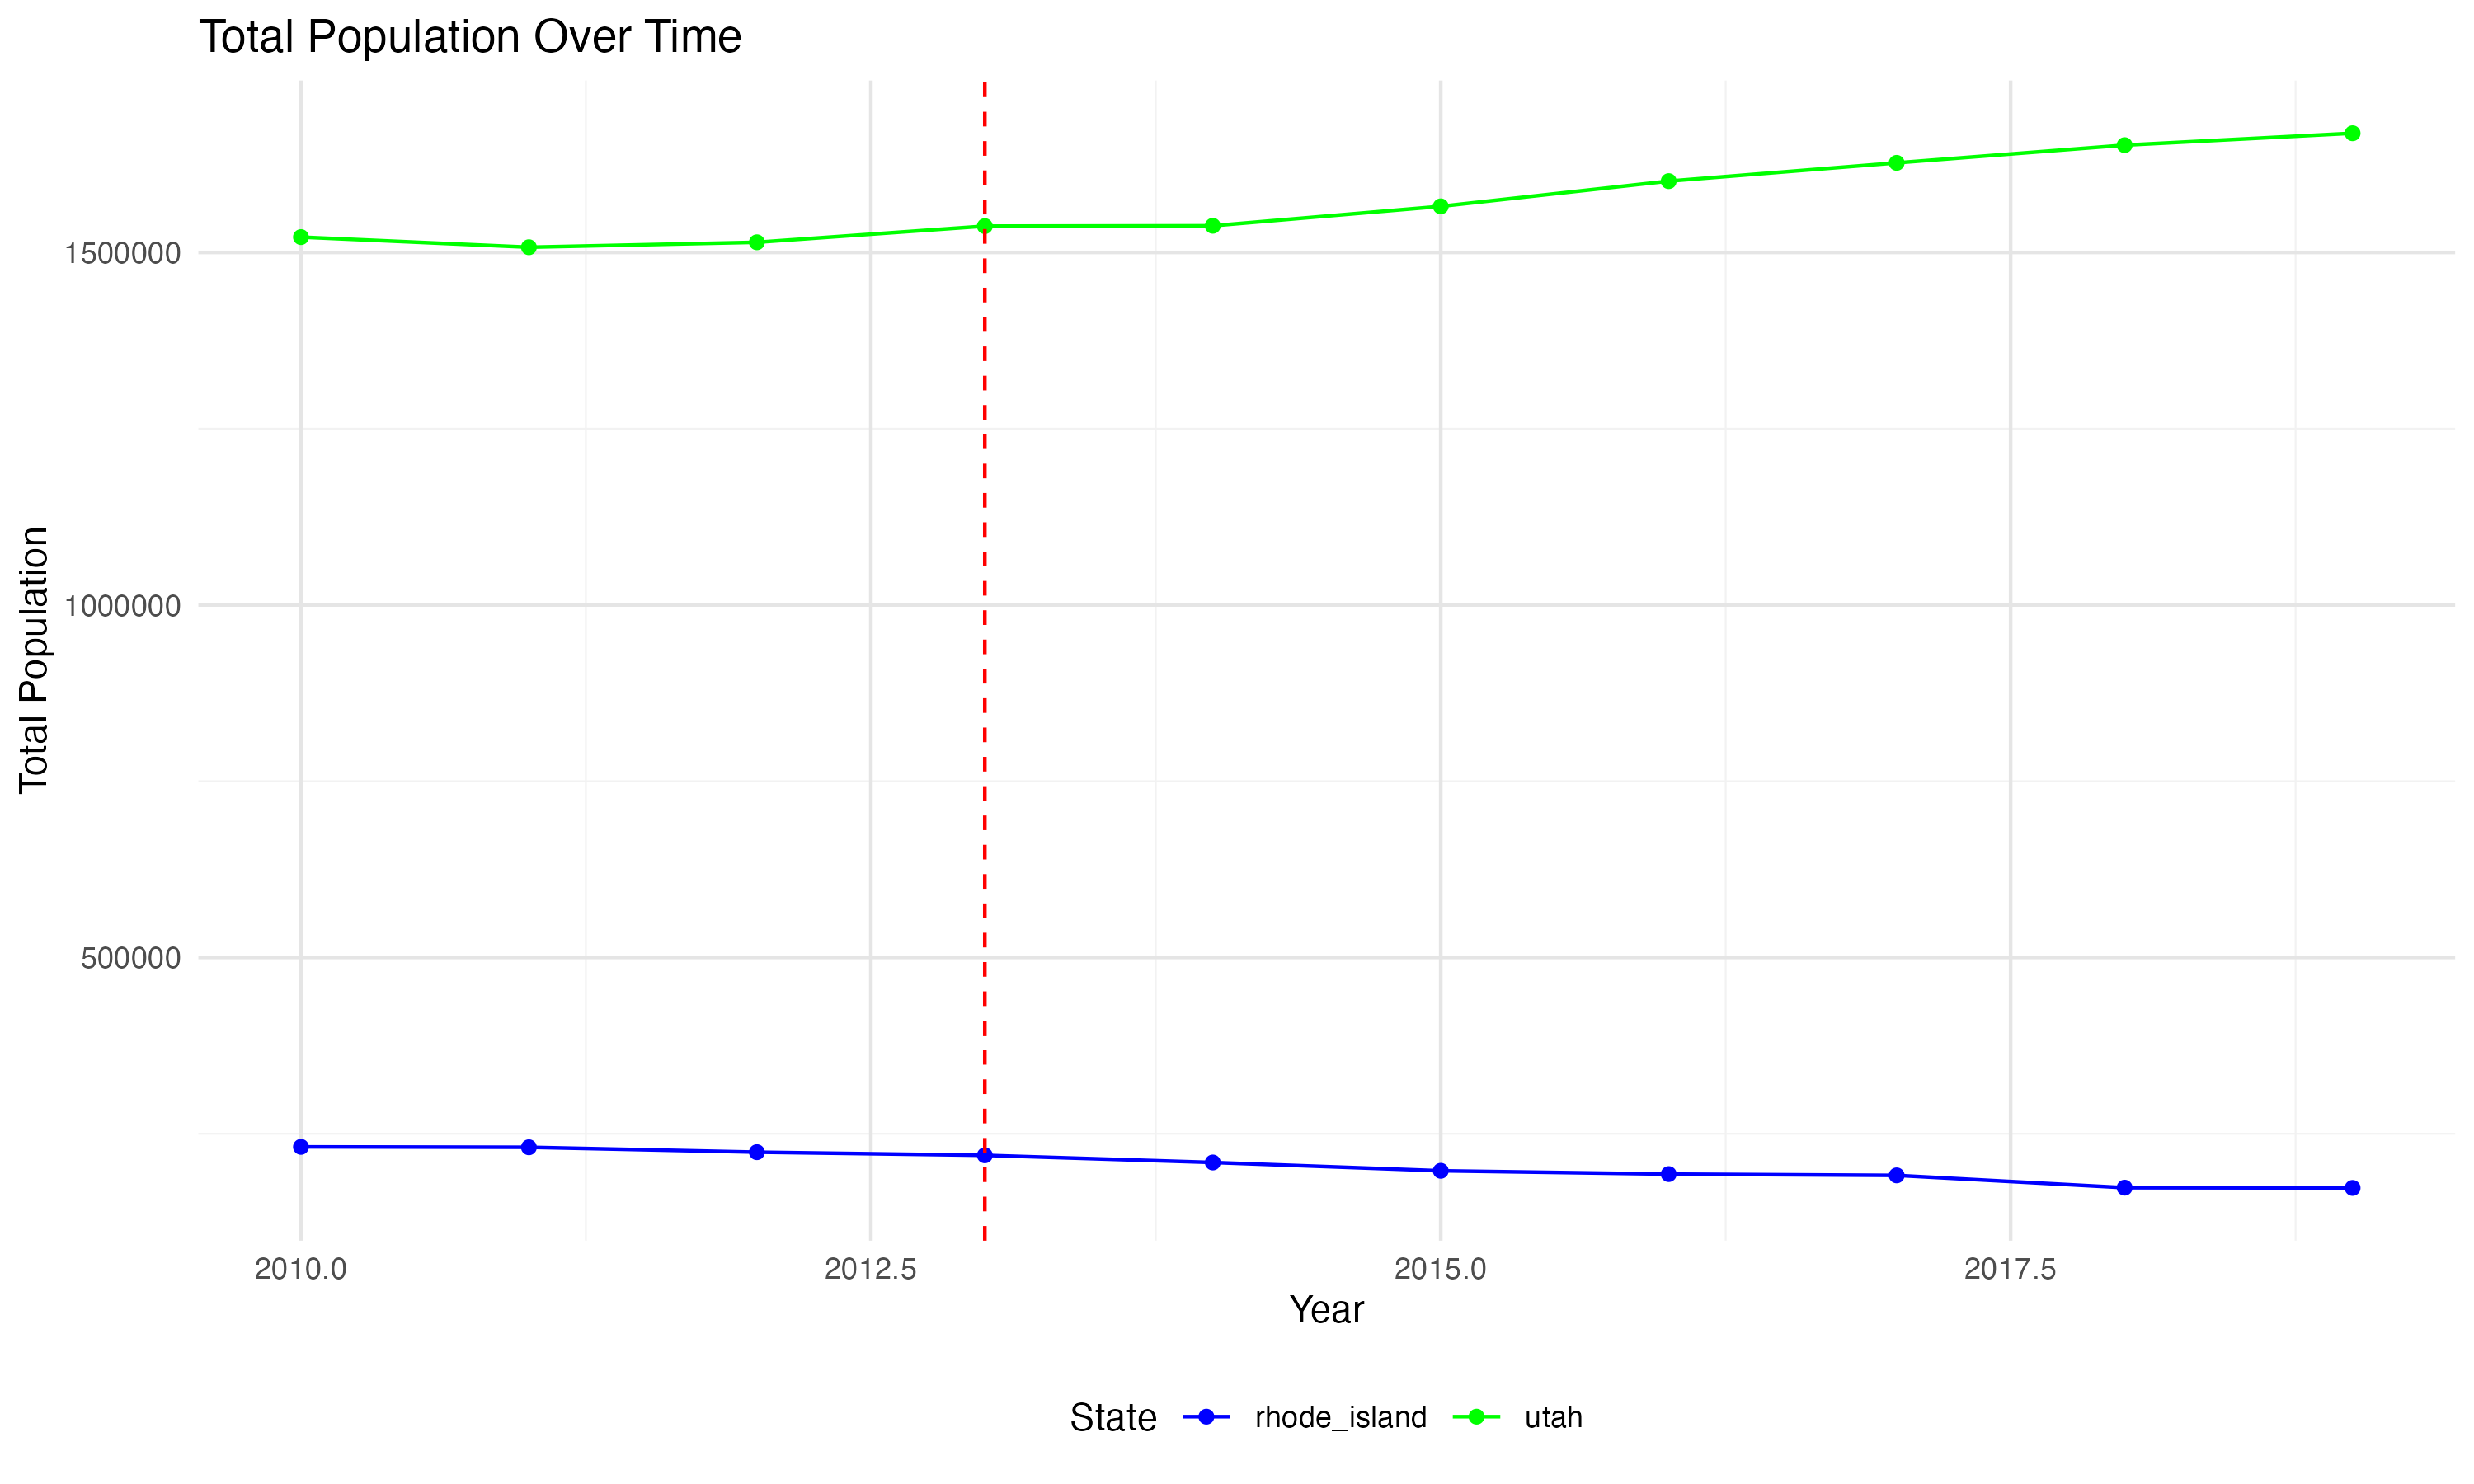 Total Population Over Time
Total Population
1500000
1000000
500000
2010.0
2012.5
2015.0
2017.5
Year
State
rhode_island
utah